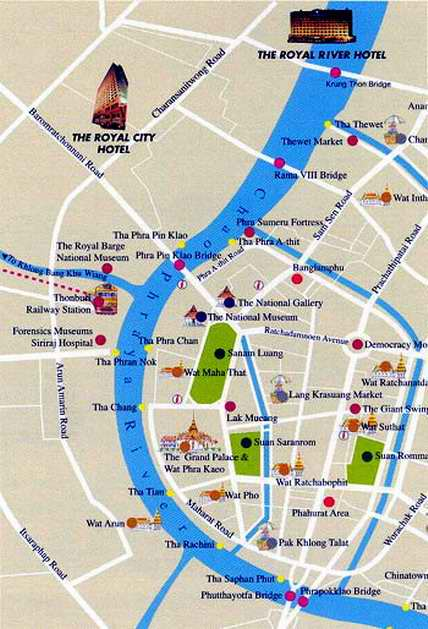 THE ROYAL RIVER HOTEL
Krung Thon Bridge
Charansanitwong Road
THE ROYAL CITY
HOTEL
Baromratchonnani Road
Tha Thewet
Thewet Market
Rama VIII Bridge
Sam Sen Road
Wat Inth
Prachathipatai Road
Phra Sumeru Fortress
Tha Phra A-thit
Tha Phra Pin Klao
Phra Pin Klao Bridge
Phra A-thit Road
The Royal Barge
National Museum
To Khlong Bang Khu Wiang
Banglamphu
Thonburi
Railway Station
The National Gallery
The National Museum
Ratchadamnoen Avenue
Democracy Mo
Forensics Museums
Siriraj Hospital
Tha Phra Chan
Tha Phran Nok
Sanam Luang
Wat Maha That
Wat Ratchanada
Arun Amarin Road
Lang Krasuang Market
Tha Chang
Lak Mueang
The Giant Swing
Wat Suthat
Chao Phraya River
The Grand Palace &
Wat Phra Kaeo
Suan Saranrom
Suan Romma
Wat Ratchabophit
Tha Tian
Wat Pho
Phahurat Area
Wat Arun
Maharat Road
Worachak Road
Itsaraphap Road
Tha Rachini
Pak Khlong Talat
Tha Saphan Phut
Chinatown
Phutthayotfa Bridge
Phrapokklao Bridge
Tha